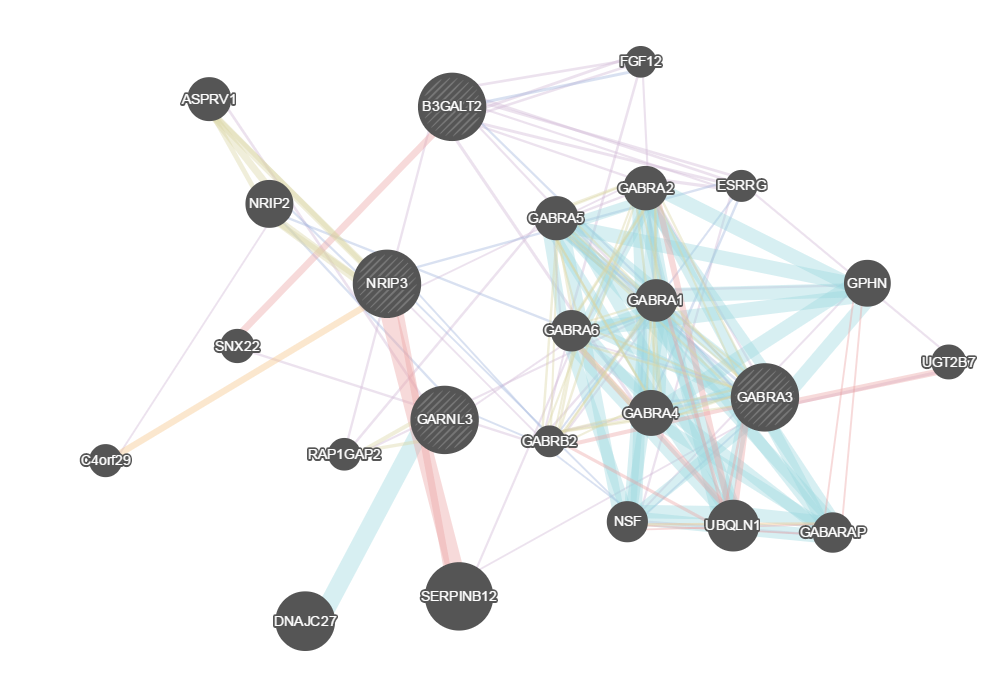 FGF12
ASPRV1
B3GALT2
ESRRG
GABRA2
NRIP2
GABRA5
NRIP3
GPHN
GABRA1
GABRA6
SNX22
UGT2B7
GABRA3
GABRA4
GARNL3
GABRB2
C4orf29
RAP1GAP2
NSF
UBQLN1
GABARAP
SERPINB12
DNAJC27